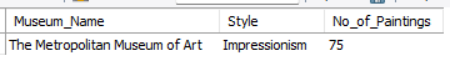 Museum_Name Style No_of_Paintings
The Metropolitan Museum of Art Impressionism 75